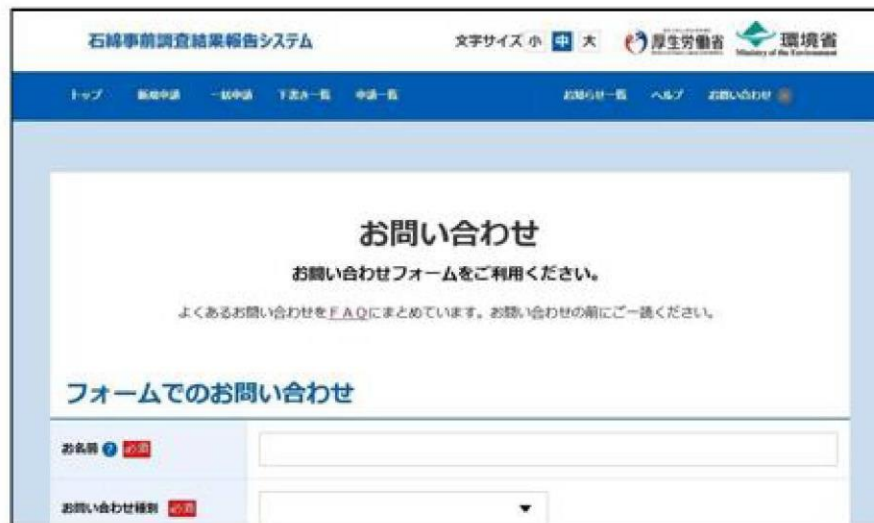 石綿事前調査結果報告システム 文字サイズ 小 中 大 厚生労働省 環境省
Ministry of the Environment
トップ 新規申請 一括申請 下書き一覧 申請一覧 お知らせ一覧 ヘルプ お問い合わせ
お問い合わせ
お問い合わせフォームをご利用ください。
よくあるお問い合わせをＦＡＱにまとめています。お問い合わせの前にご一読ください。
フォームでのお問い合わせ
お名前 ? 必須
お問い合わせ種別 必須